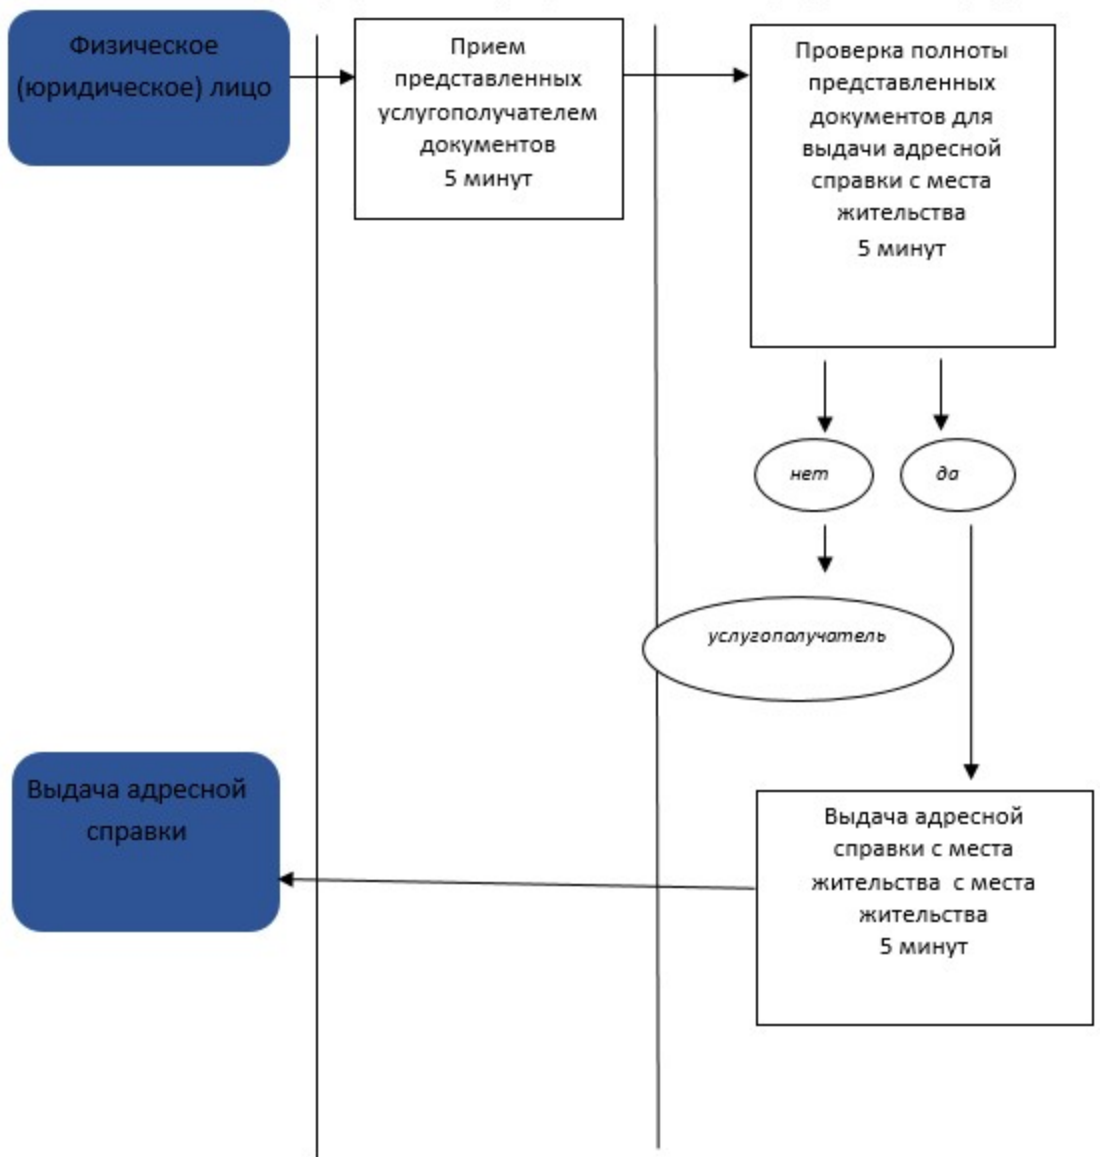 Физическое
(юридическое) лицо
Прием
представленных
услугополучателем
документов
5 минут
Проверка полноты
представленных
документов для
выдачи адресной
справки с места
жительства
5 минут
нет
да
услугополучатель
Выдача адресной
справки
Выдача адресной
справки с места
жительства  с места
жительства
5 минут